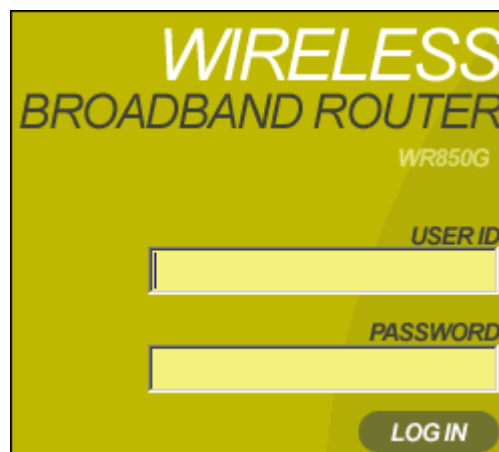 WIRELESS
BROADBAND ROUTER
WR850G
USER ID
PASSWORD
LOG IN